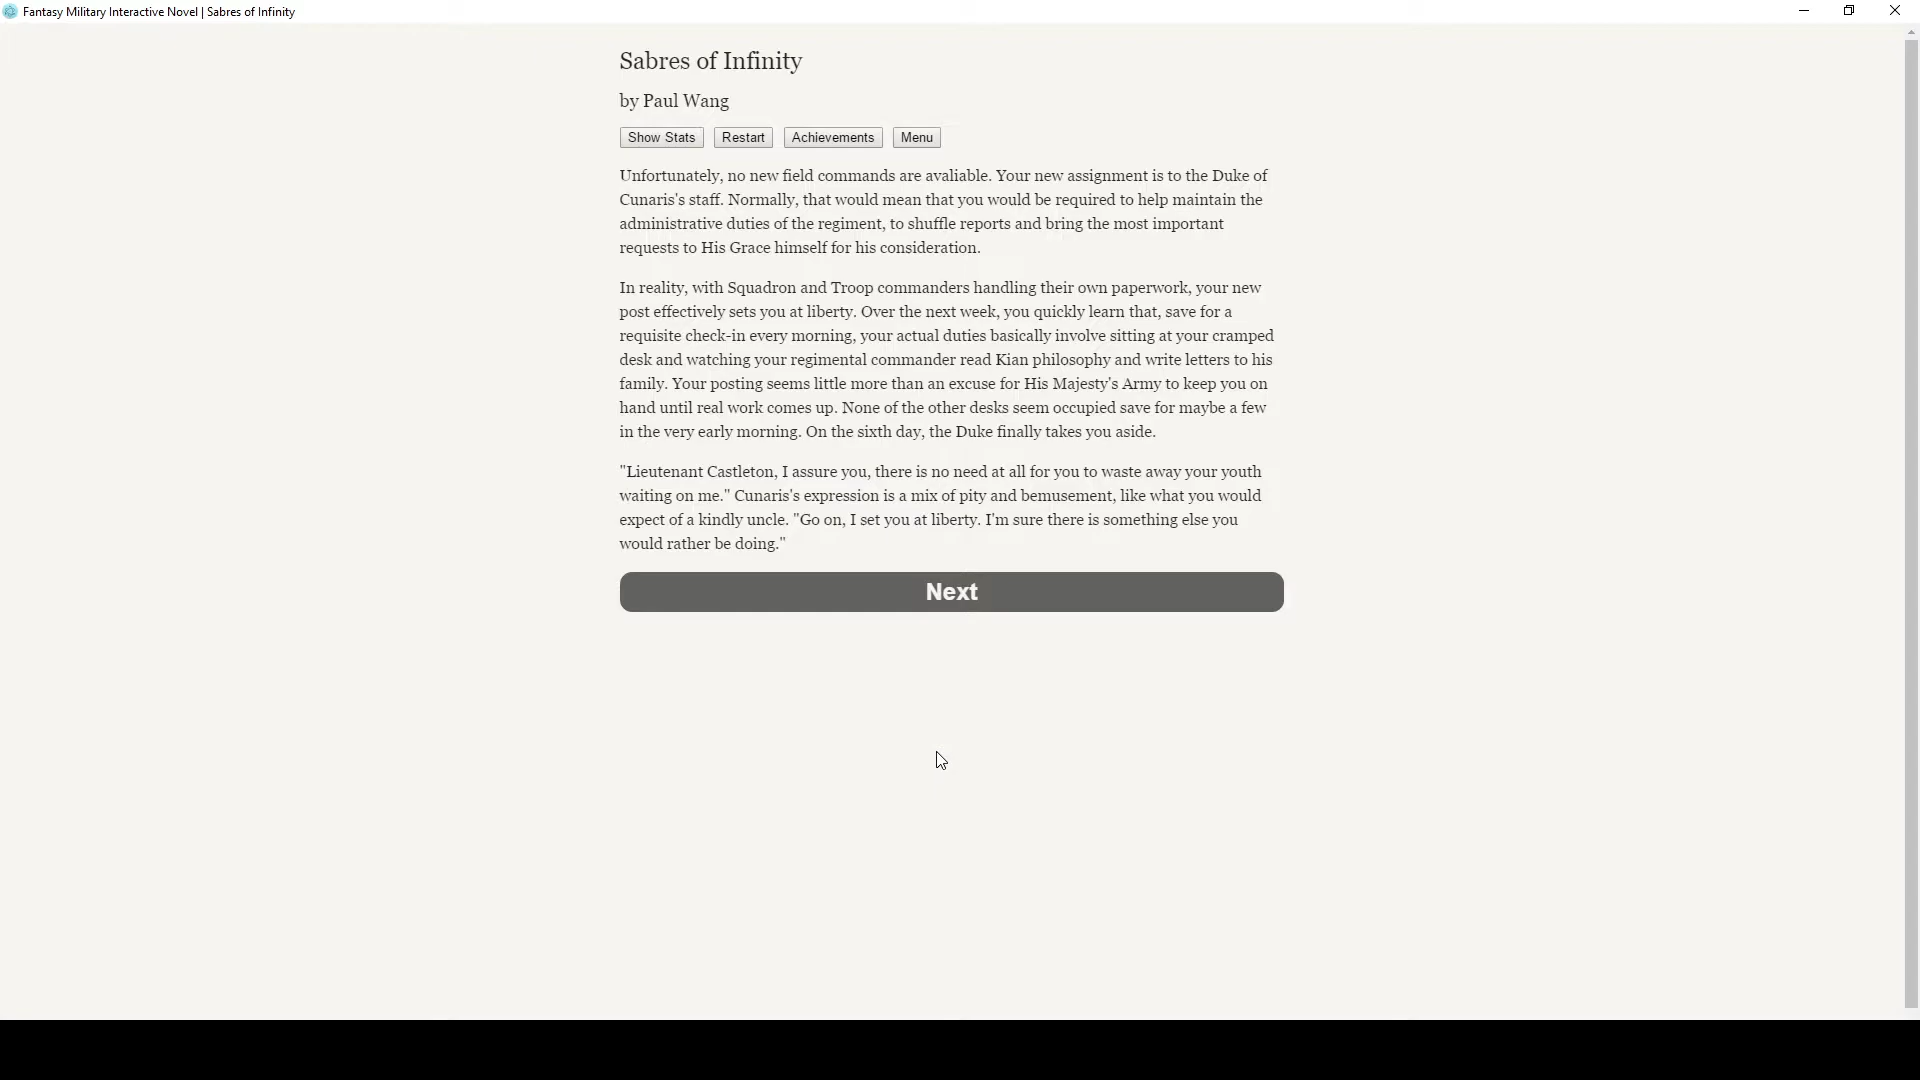 Fantasy Military Interactive Novel | Sabres of Infinity
Sabres of Infinity
by Paul Wang
Show Stats Restart Achievements Menu
Unfortunately, no new field commands are avaliable. Your new assignment is to the Duke of
Cunaris's staff. Normally, that would mean that you would be required to help maintain the
administrative duties of the regiment, to shuffle reports and bring the most important
requests to His Grace himself for his consideration.
In reality, with Squadron and Troop commanders handling their own paperwork, your new
post effectively sets you at liberty. Over the next week, you quickly learn that, save for a
requisite check-in every morning, your actual duties basically involve sitting at your cramped
desk and watching your regimental commander read Kian philosophy and write letters to his
family. Your posting seems little more than an excuse for His Majesty's Army to keep you on
hand until real work comes up. None of the other desks seem occupied save for maybe a few
in the very early morning. On the sixth day, the Duke finally takes you aside.
"Lieutenant Castleton, I assure you, there is no need at all for you to waste away your youth
waiting on me." Cunaris's expression is a mix of pity and bemusement, like what you would
expect of a kindly uncle. "Go on, I set you at liberty. I'm sure there is something else you
would rather be doing."
Next